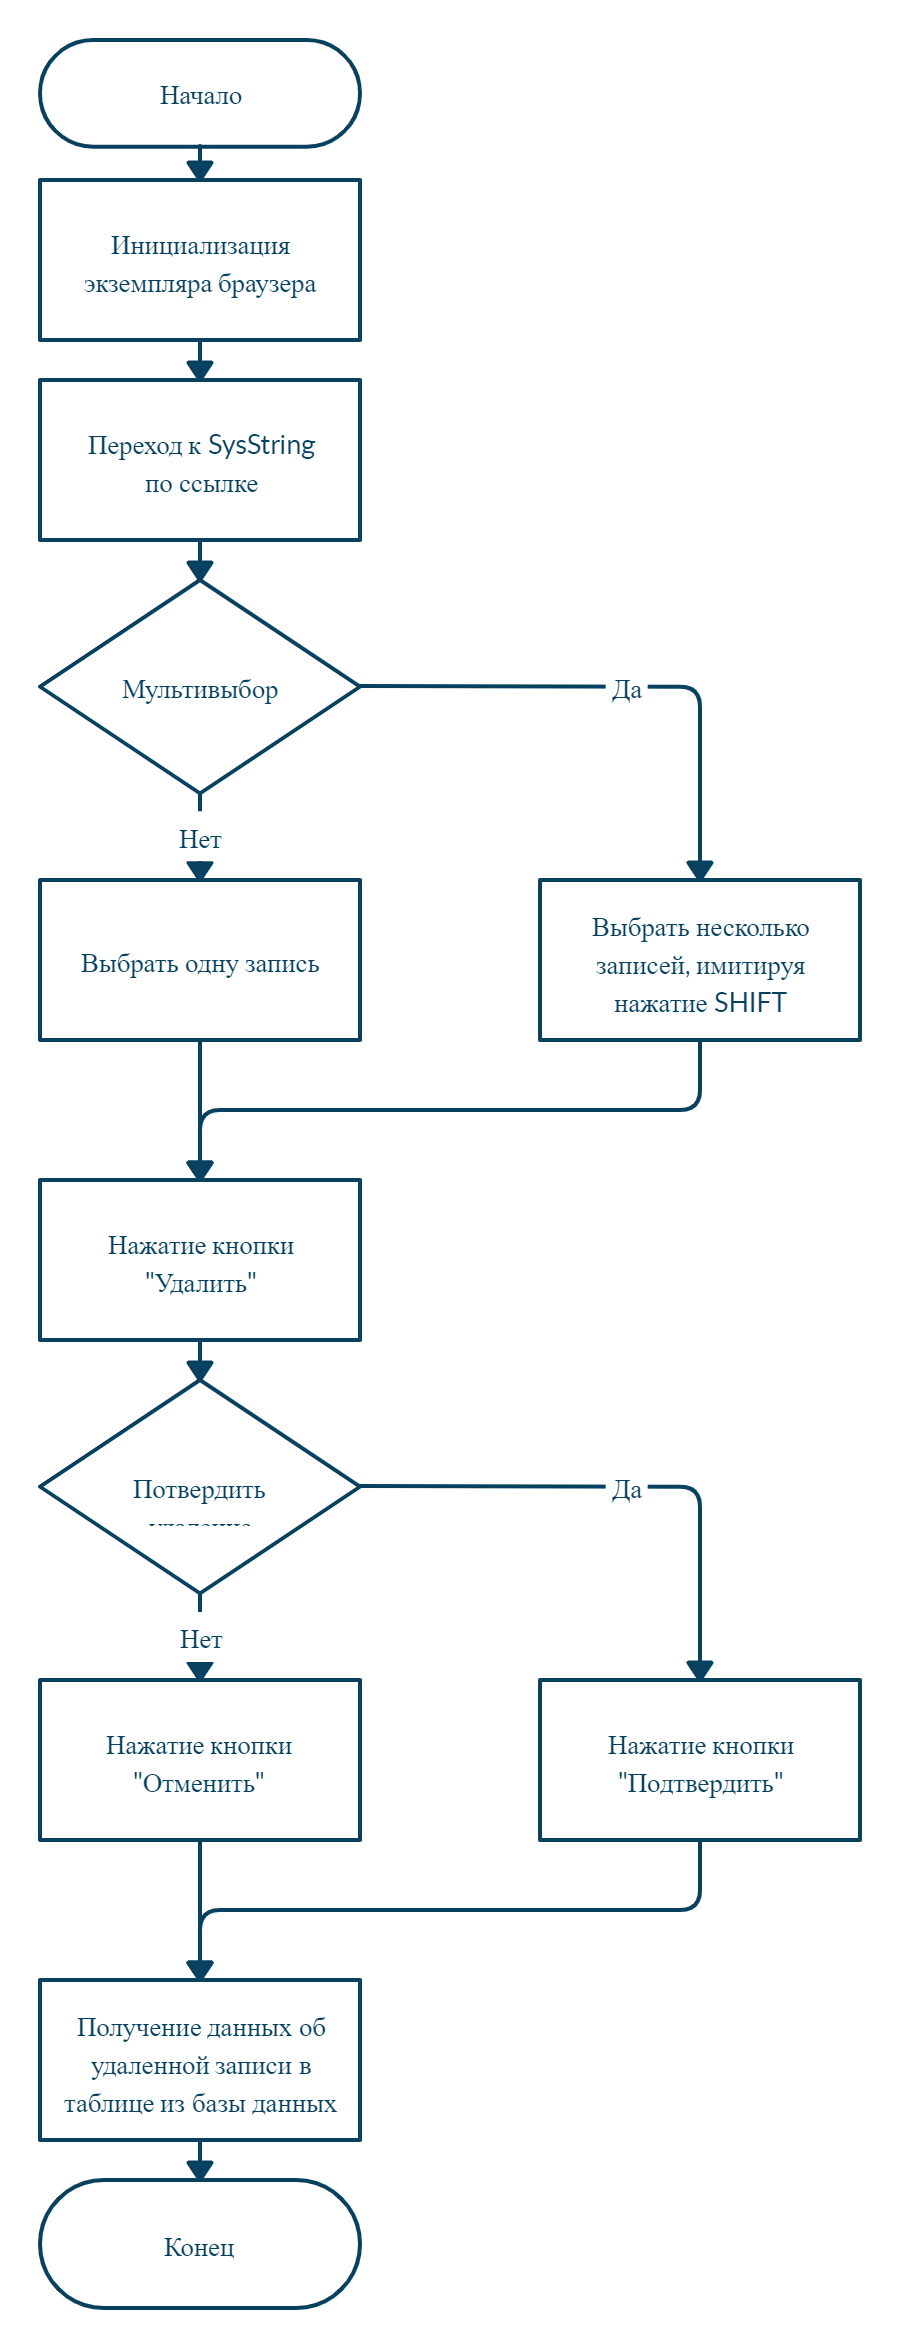 Начало
Инициализация
экземпляра браузера
Переход к SysString
по ссылке
Мультивыбор
Да
Нет
Выбрать одну запись
Выбрать несколько
записей, имитируя
нажатие SHIFT
Нажатие кнопки
"Удалить"
Потвердить
Да
Нет
Нажатие кнопки
"Отменить"
Нажатие кнопки
"Подтвердить"
Получение данных об
удаленной записи в
таблице из базы данных
Конец